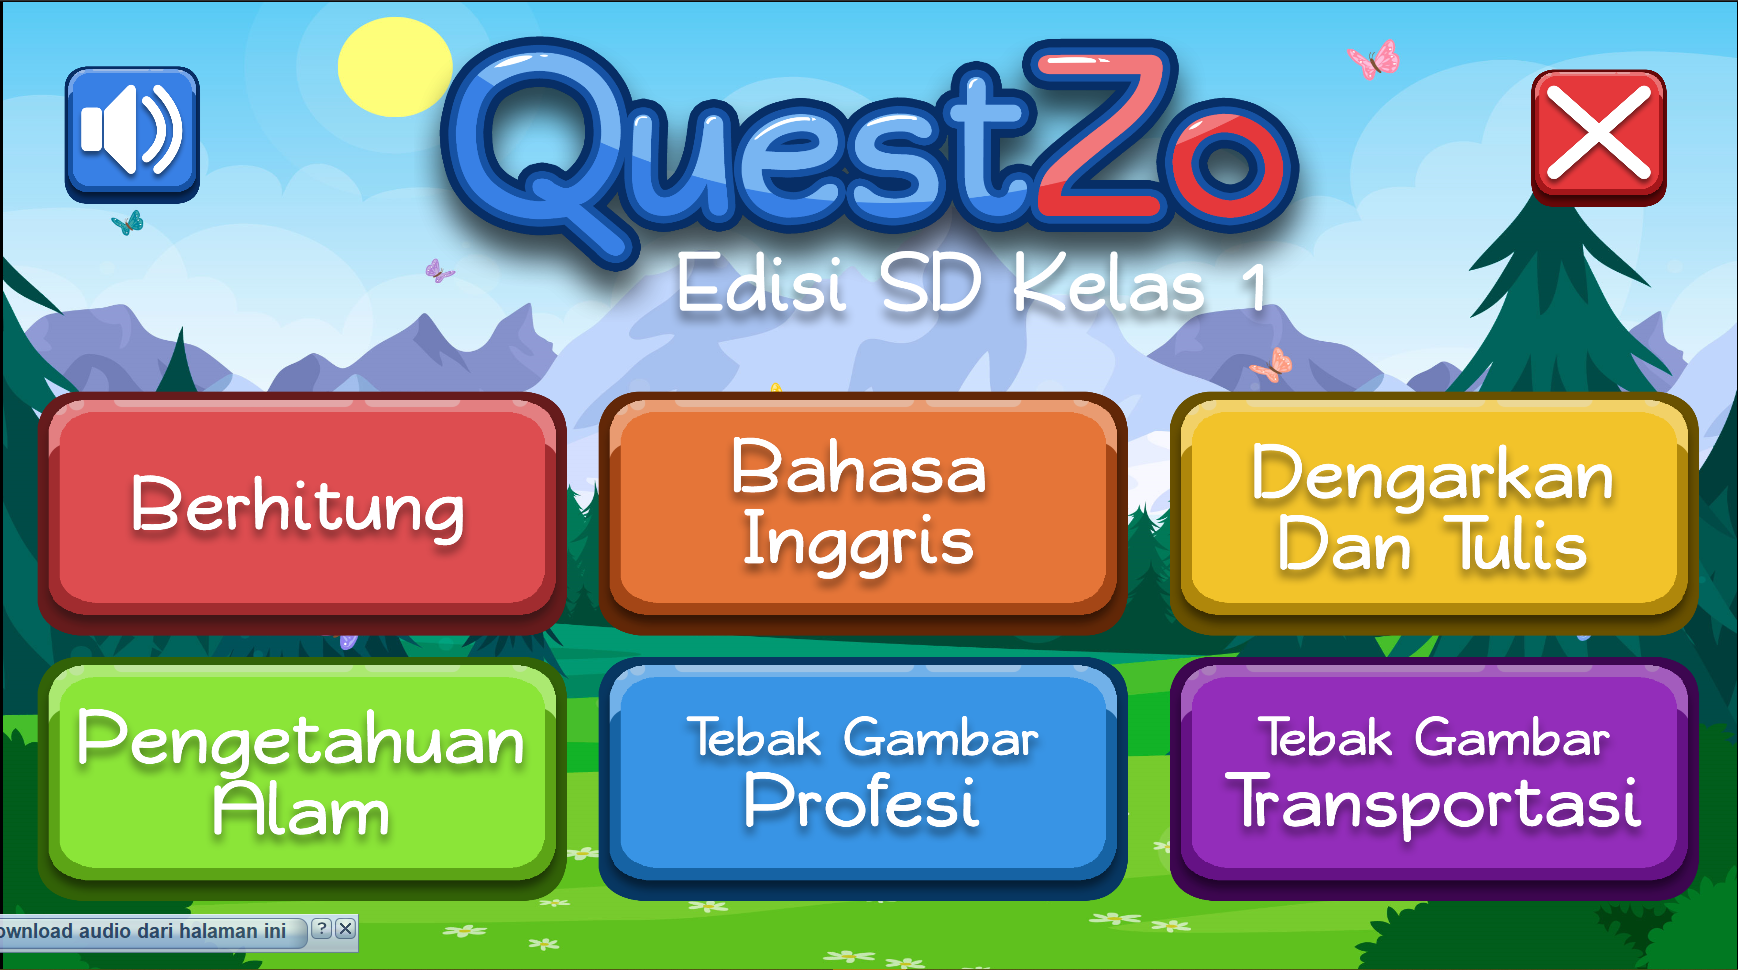 QuestZo
Edisi SD Kelas 1
Berhitung
Bahasa
Inggris
Dengarkan
Dan Tulis
Pengetahuan
Alam
Tebak Gambar
Profesi
Tebak Gambar
Transportasi
ownload audio dari halaman ini ?